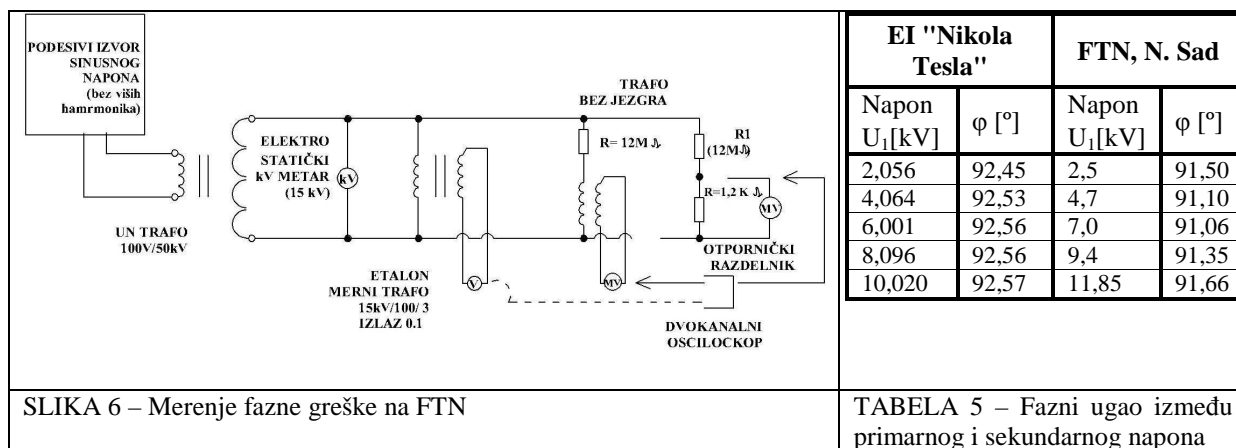 PODESIVI IZVOR
SINUSNOG
NAPONA
(bez viših
hamrmonika)
UN TRAFO
100V/50kV
ELEKTRO
STATIČKI
kV METAR
(15 kV)
kV
ETALON
MERNI TRAFO
15kV/100/ 3
IZLAZ 0.1
V
TRAFO
BEZ JEZGRA
R= 12M Ω
MV
R1
(12MΩ)
R=1,2 K Ω
MV
OTPORNIČKI
RAZDELNIK
DVOKANALNI
OSCILOCKOP
SLIKA 6 – Merenje fazne greške na FTN
EI "Nikola
Tesla"
FTN, N. Sad
Napon
U₁[kV]
φ [º]
Napon
U₁[kV]
φ [º]
2,056 92,45 2,5 91,50
4,064 92,53 4,7 91,10
6,001 92,56 7,0 91,06
8,096 92,56 9,4 91,35
10,020 92,57 11,85 91,66
TABELA 5 – Fazni ugao između
primarnog i sekundarnog napona